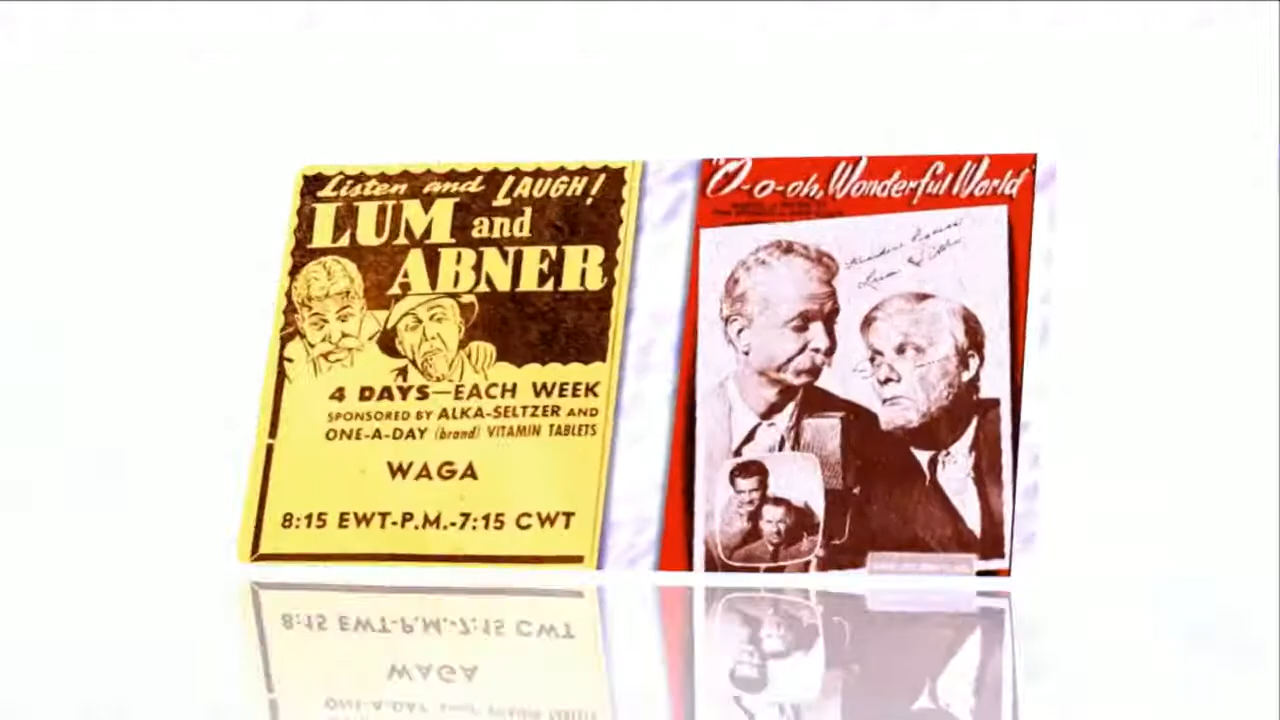 Listen and LAUGH!
LUM and
ABNER
4 DAYS—EACH WEEK
SPONSORED BY ALKA-SELTZER AND
ONE-A-DAY (brand) VITAMIN TABLETS
WAGA
8:15 EWT-P.M.-7:15 CWT
"O-o-oh, Wonderful World